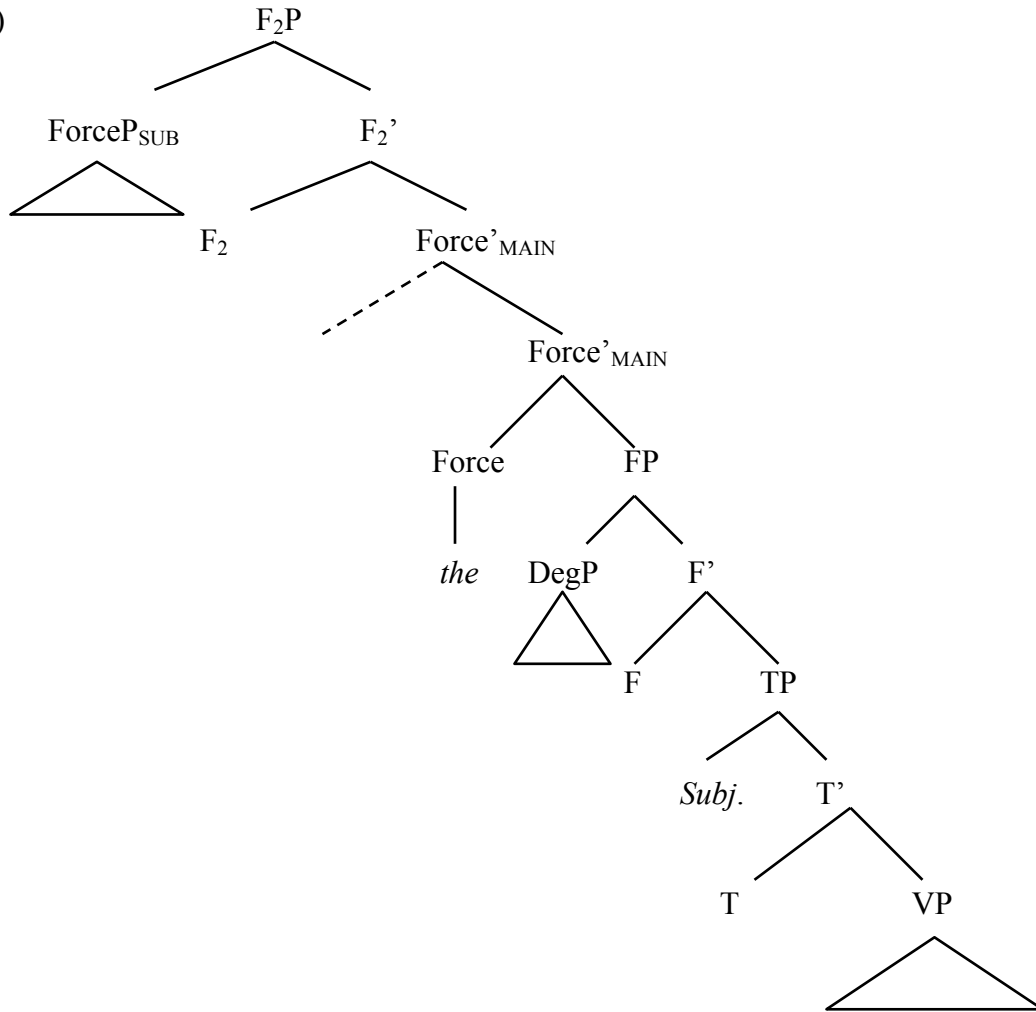 )
F₂P
ForceP_SUB F₂’
F₂ Force’_MAIN
Force’_MAIN
Force FP
the DegP F’
F TP
Subj. T’
T VP